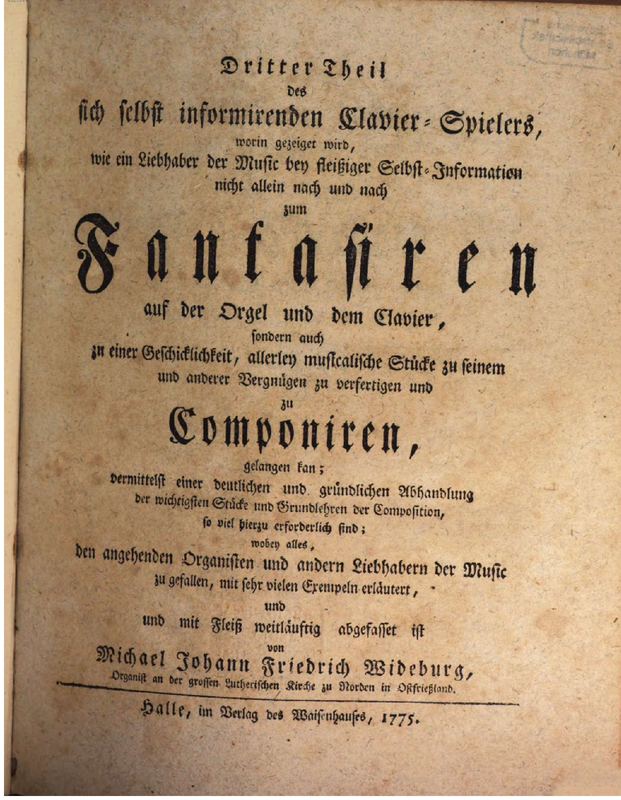 Dritter Theil
des
sich selbst informirenden Clavier-Spielers,
worin gezeiget wird,
wie ein Liebhaber der Music bey fleißiger Selbst-Information
nicht allein nach und nach
zum
Fantasiren
auf der Orgel und dem Clavier,
sondern auch
zu einer Geschicklichkeit, allerley musicalische Stücke zu seinem
und anderer Vergnügen zu verfertigen und
zu
Componiren,
gelangen kan;
vermittelst einer deutlichen und gründlichen Abhandlung
der wichtigsten Stücke und Grundlehren der Composition,
so viel hierzu erforderlich sind;
wobey alles,
den angehenden Organisten und andern Liebhabern der Music
zu gefallen, mit sehr vielen Exempeln erläutert,
und
und mit Fleiß weitläuftig abgefasset ist
von
Michael Johann Friedrich Wideburg,
Organist an der grossen Lutherischen Kirche zu Norden in Ostfrießland.
Halle, im Verlag des Waisenhauses, 1775.